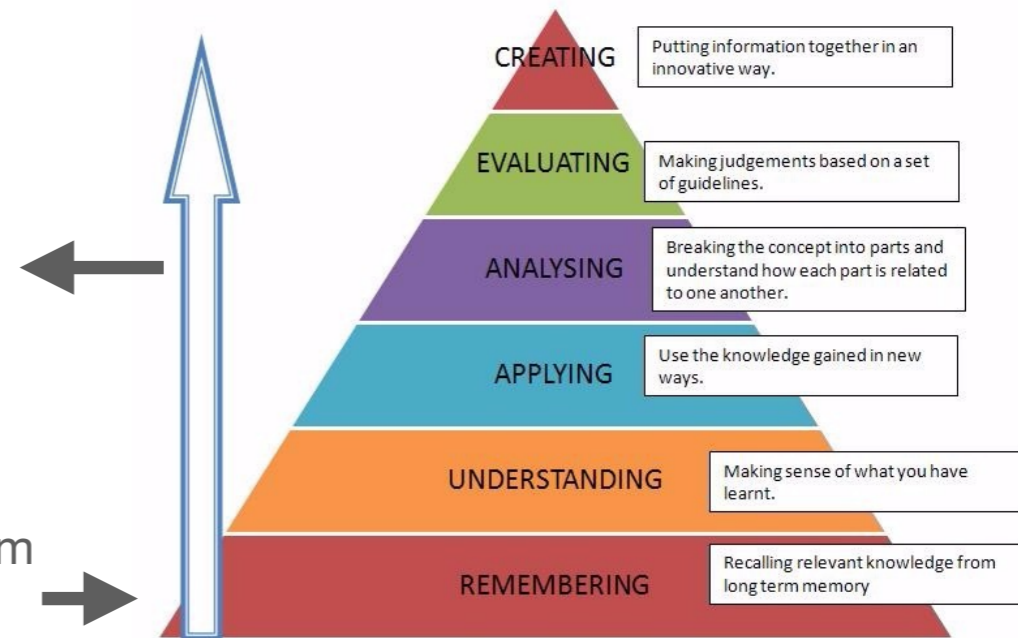 CREATING
Putting information together in an
innovative way.
EVALUATING
Making judgements based on a set
of guidelines.
ANALYSING
Breaking the concept into parts and
understand how each part is related
to one another.
APPLYING
Use the knowledge gained in new
ways.
UNDERSTANDING
Making sense of what you have
learnt.
m
REMEMBERING
Recalling relevant knowledge from
long term memory